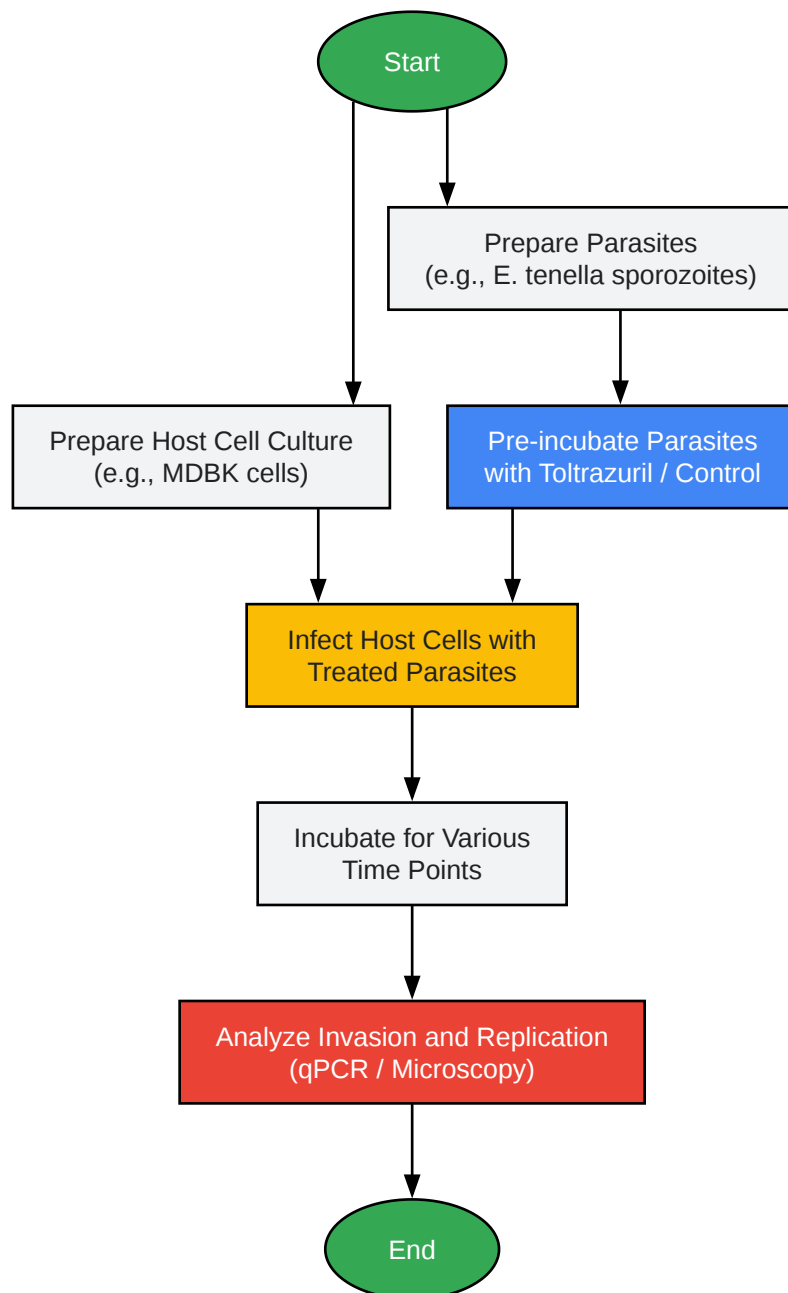 Start
Prepare Parasites
(e.g., E. tenella sporozoites)
Prepare Host Cell Culture
(e.g., MDBK cells)
Pre-incubate Parasites
with Toltrazuril / Control
Infect Host Cells with
Treated Parasites
Incubate for Various
Time Points
Analyze Invasion and Replication
(qPCR / Microscopy)
End